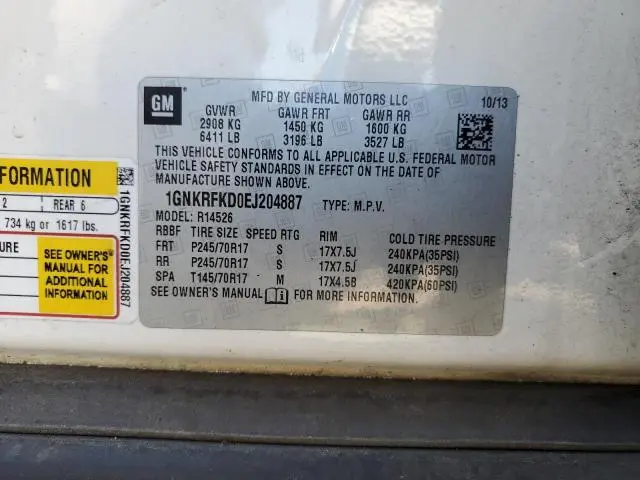 GM
MFD BY GENERAL MOTORS LLC
10/13
GVWR GAWR FRT GAWR RR
2908 KG 1450 KG 1600 KG
6411 LB 3196 LB 3527 LB
THIS VEHICLE CONFORMS TO ALL APPLICABLE U.S. FEDERAL MOTOR
VEHICLE SAFETY STANDARDS IN EFFECT ON THE DATE OF
MANUFACTURE SHOWN ABOVE.
1GNKRFKD0EJ204887 TYPE: M.P.V.
MODEL: R14526
RBBF TIRE SIZE SPEED RTG RIM COLD TIRE PRESSURE
FRT P245/70R17 S 17X7.5J 240KPA(35PSI)
RR P245/70R17 S 17X7.5J 240KPA(35PSI)
SPA T145/70R17 M 17X4.5B 420KPA(60PSI)
SEE OWNER'S MANUAL FOR MORE INFORMATION.
FORMATION
2 REAR 6
734 kg or 1617 lbs.
SURE
SEE OWNER'S
MANUAL FOR
ADDITIONAL
INFORMATION
1GNKRFKD0EJ204887